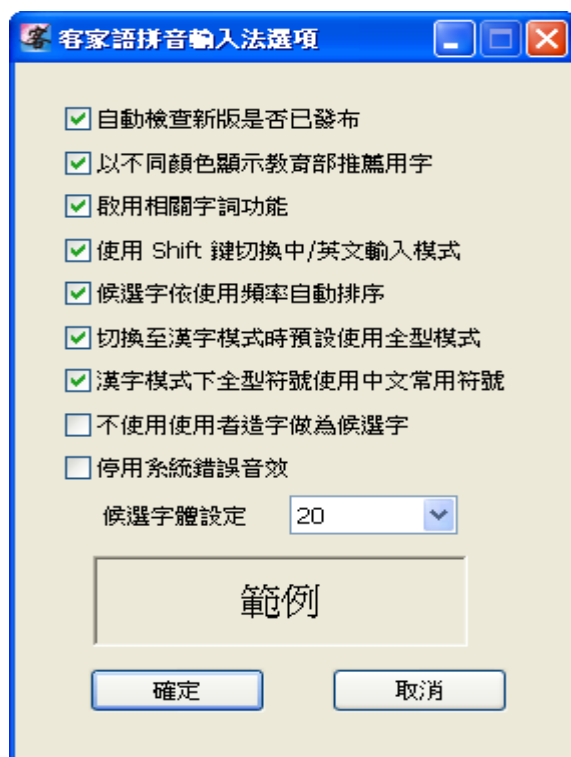 客 客家語拼音輸入法選項
自動檢查新版是否已發布
以不同顏色顯示教育部推薦用字
啟用相關字詞功能
使用 Shift 鍵切換中/英文輸入模式
候選字依使用頻率自動排序
切換至漢字模式時預設使用全型模式
漢字模式下全型符號使用中文常用符號
不使用使用者造字做為候選字
停用系統錯誤音效
候選字體設定 20
範例
確定 取消